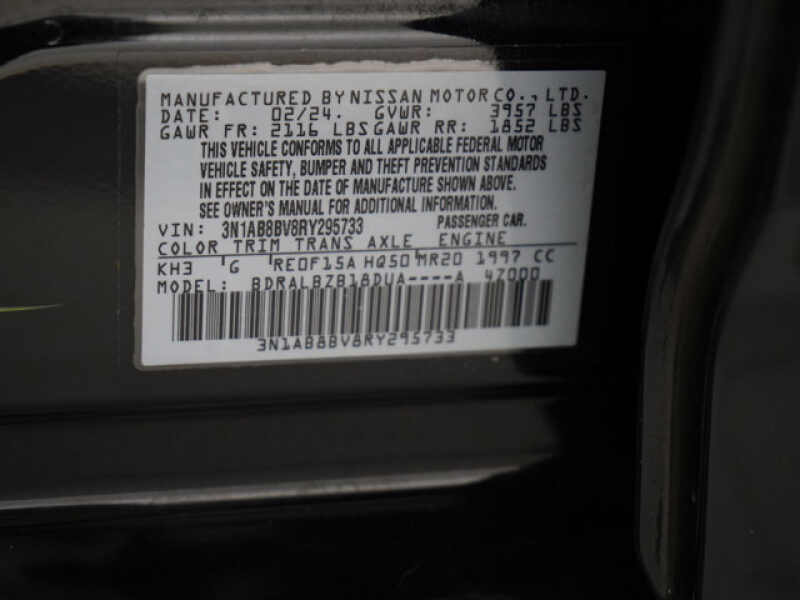 MANUFACTURED BY NISSAN MOTOR CO., LTD.
DATE: 02/24. GVWR: 3957 LBS
GAWR FR: 2116 LBS GAWR RR: 1852 LBS
THIS VEHICLE CONFORMS TO ALL APPLICABLE FEDERAL MOTOR
VEHICLE SAFETY, BUMPER AND THEFT PREVENTION STANDARDS
IN EFFECT ON THE DATE OF MANUFACTURE SHOWN ABOVE.
SEE OWNER'S MANUAL FOR ADDITIONAL INFORMATION.
VIN: 3N1AB8BV8RY295733 PASSENGER CAR.
COLOR TRIM TRANS AXLE ENGINE
KH3 G RE0F15A HQ50 MR20 1997 CC
MODEL: BDRALBZB18DUA----A 4Z000
3N1AB8BV8RY295733